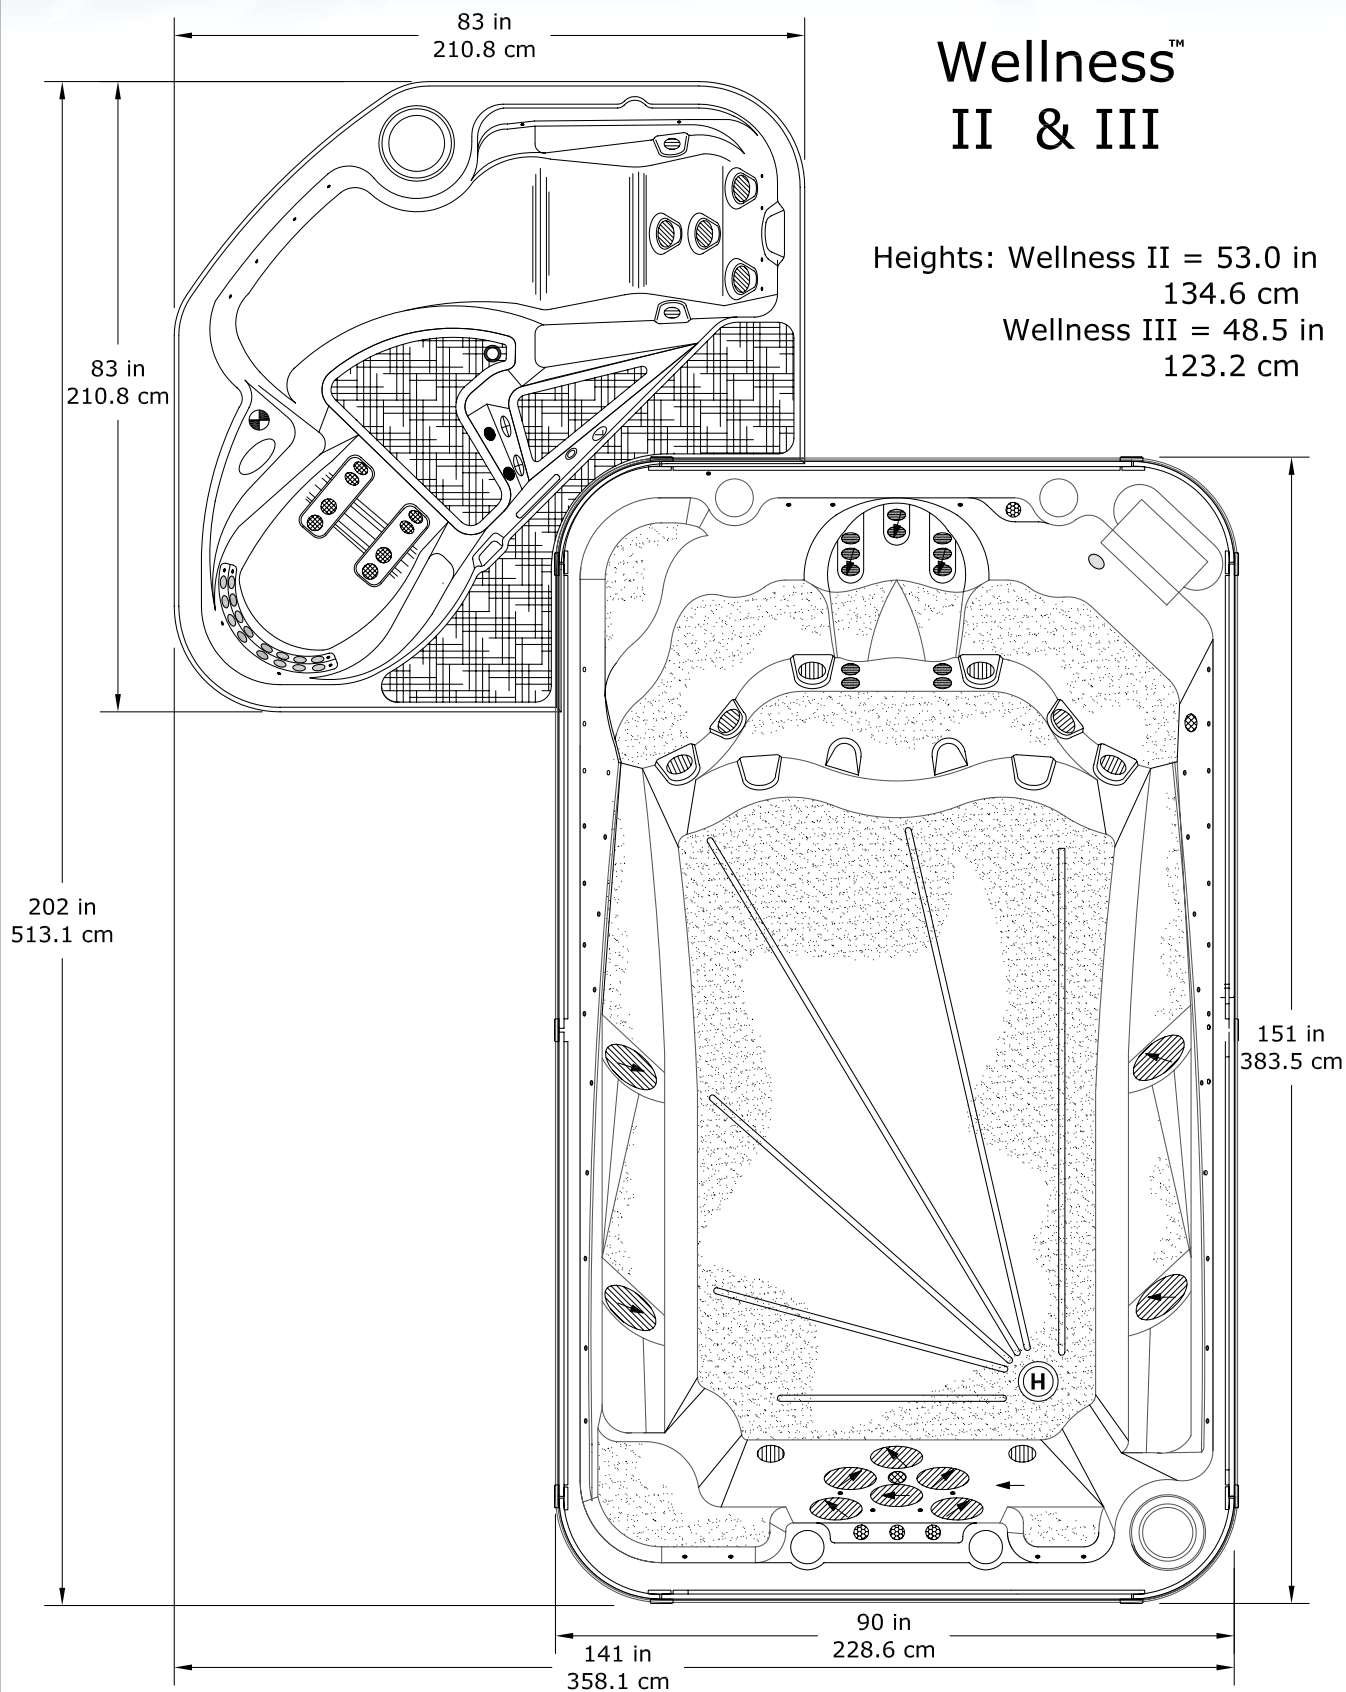 83 in
210.8 cm
Wellness™
II & III
Heights: Wellness II = 53.0 in
134.6 cm
Wellness III = 48.5 in
123.2 cm
83 in
210.8 cm
202 in
513.1 cm
151 in
383.5 cm
H
90 in
228.6 cm
141 in
358.1 cm